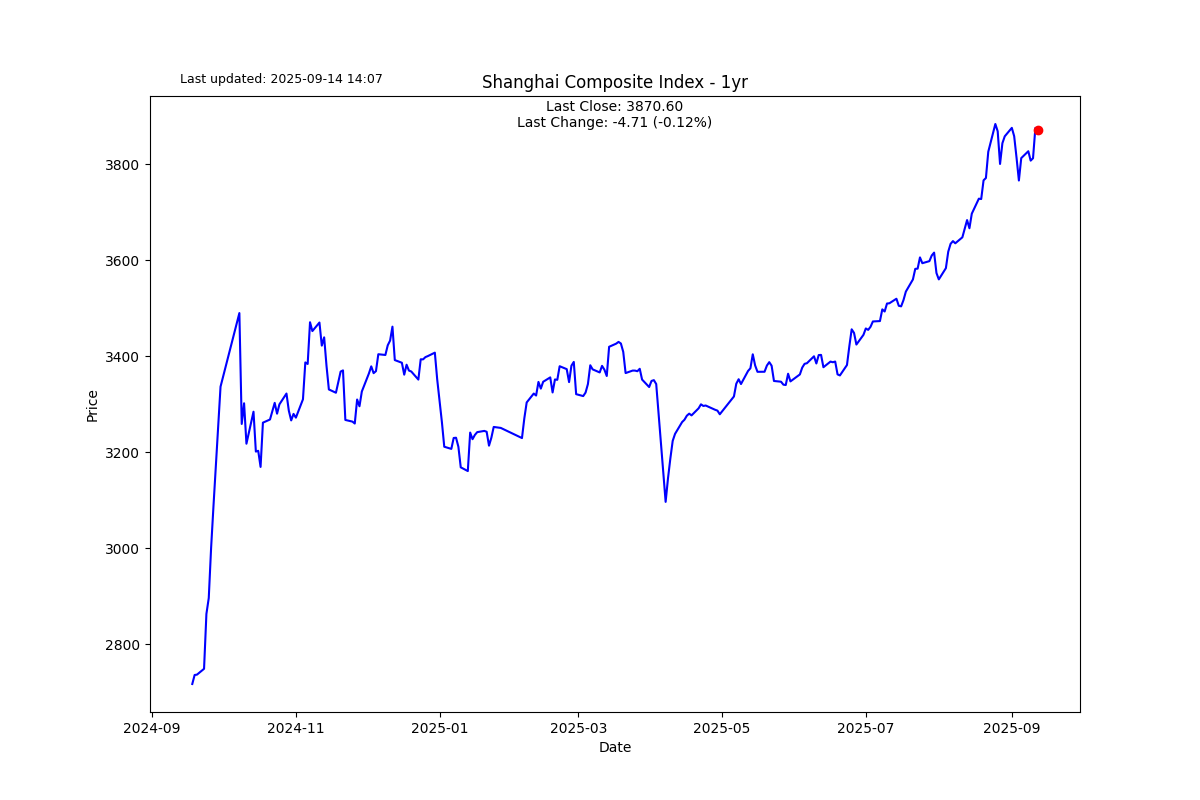 Last updated: 2025-09-14 14:07
Shanghai Composite Index - 1yr
Last Close: 3870.60
Last Change: -4.71 (-0.12%)
Price
3800
3600
3400
3200
3000
2800
2024-09 2024-11 2025-01 2025-03 2025-05 2025-07 2025-09
Date